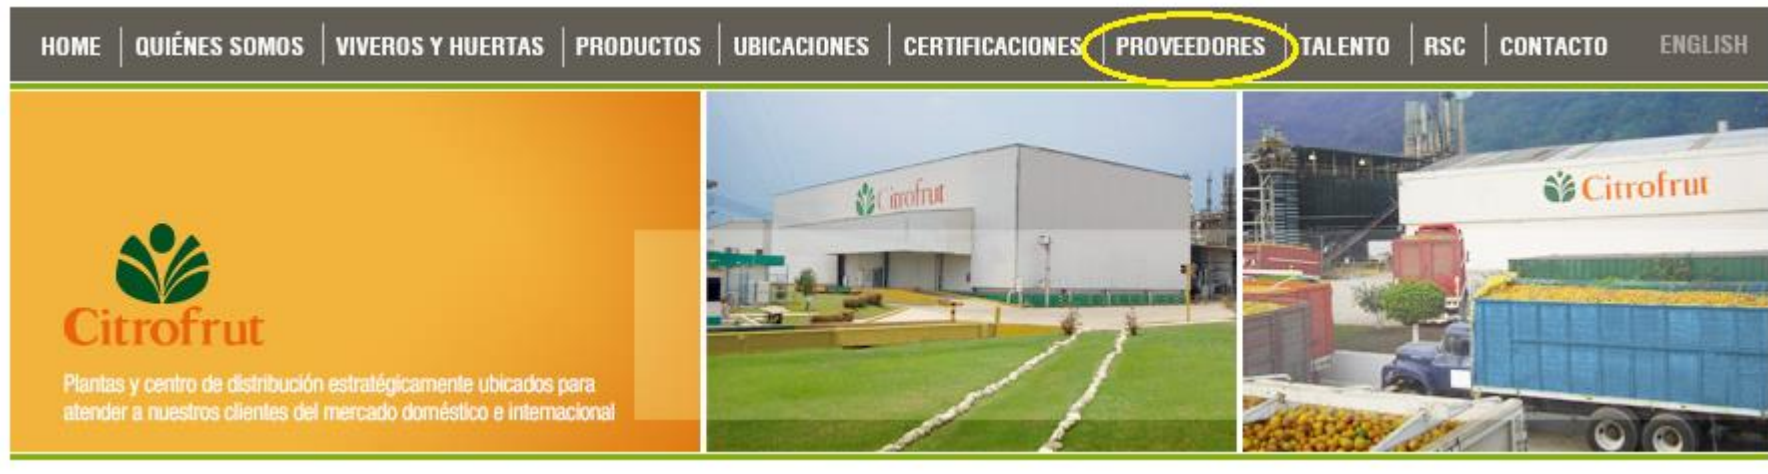 HOME QUIÉNES SOMOS VIVEROS Y HUERTAS PRODUCTOS UBICACIONES CERTIFICACIONES PROVEEDORES TALENTO RSC CONTACTO ENGLISH
Citrofrut
Plantas y centro de distribución estratégicamente ubicados para
atender a nuestros clientes del mercado doméstico e internacional
Citrofrut
Citrofrut